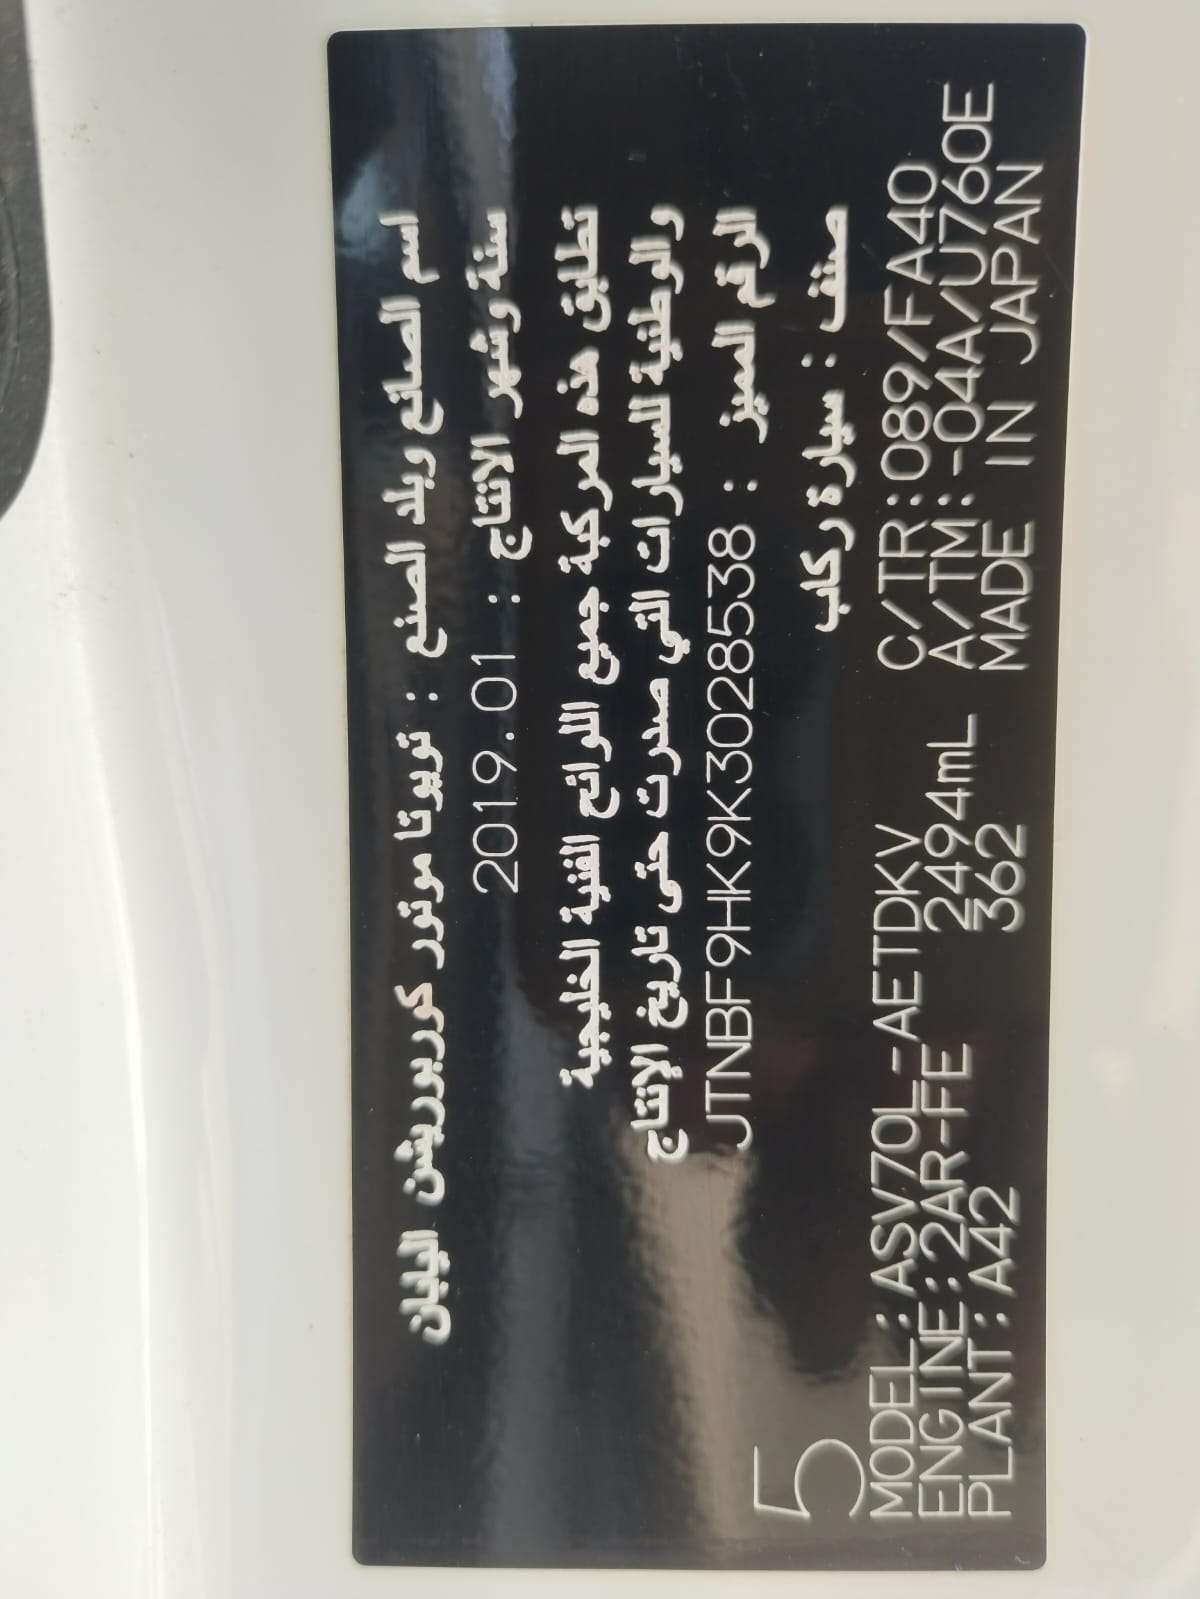 اسم الصانع وبلد الصنع : تويوتا موتور كوربوريشن اليابان
سنة وشهر الانتاج : 2019.01
تطابق هذه المركبة جميع اللوائح الفنية الخليجية
والوطنية للسيارات التي صدرت حتى تاريخ الإنتاج
الرقم المميز : JTNBF9HK9K3028538
صنف : سيارة ركاب
5
MODEL:ASV70L-AETDKV C/TR:089/FA40
ENGINE:2AR-FE 2494mL A/TM:-04A/U760E
PLANT:A42 362 MADE IN JAPAN